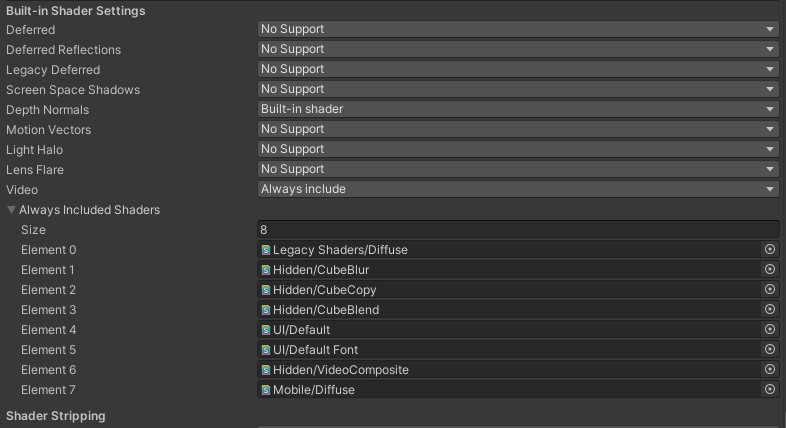 Built-in Shader Settings
Deferred No Support
Deferred Reflections No Support
Legacy Deferred No Support
Screen Space Shadows No Support
Depth Normals Built-in shader
Motion Vectors No Support
Light Halo No Support
Lens Flare No Support
Video Always include
Always Included Shaders
Size 8
Element 0 Legacy Shaders/Diffuse
Element 1 Hidden/CubeBlur
Element 2 Hidden/CubeCopy
Element 3 Hidden/CubeBlend
Element 4 UI/Default
Element 5 UI/Default Font
Element 6 Hidden/VideoComposite
Element 7 Mobile/Diffuse
Shader Stripping